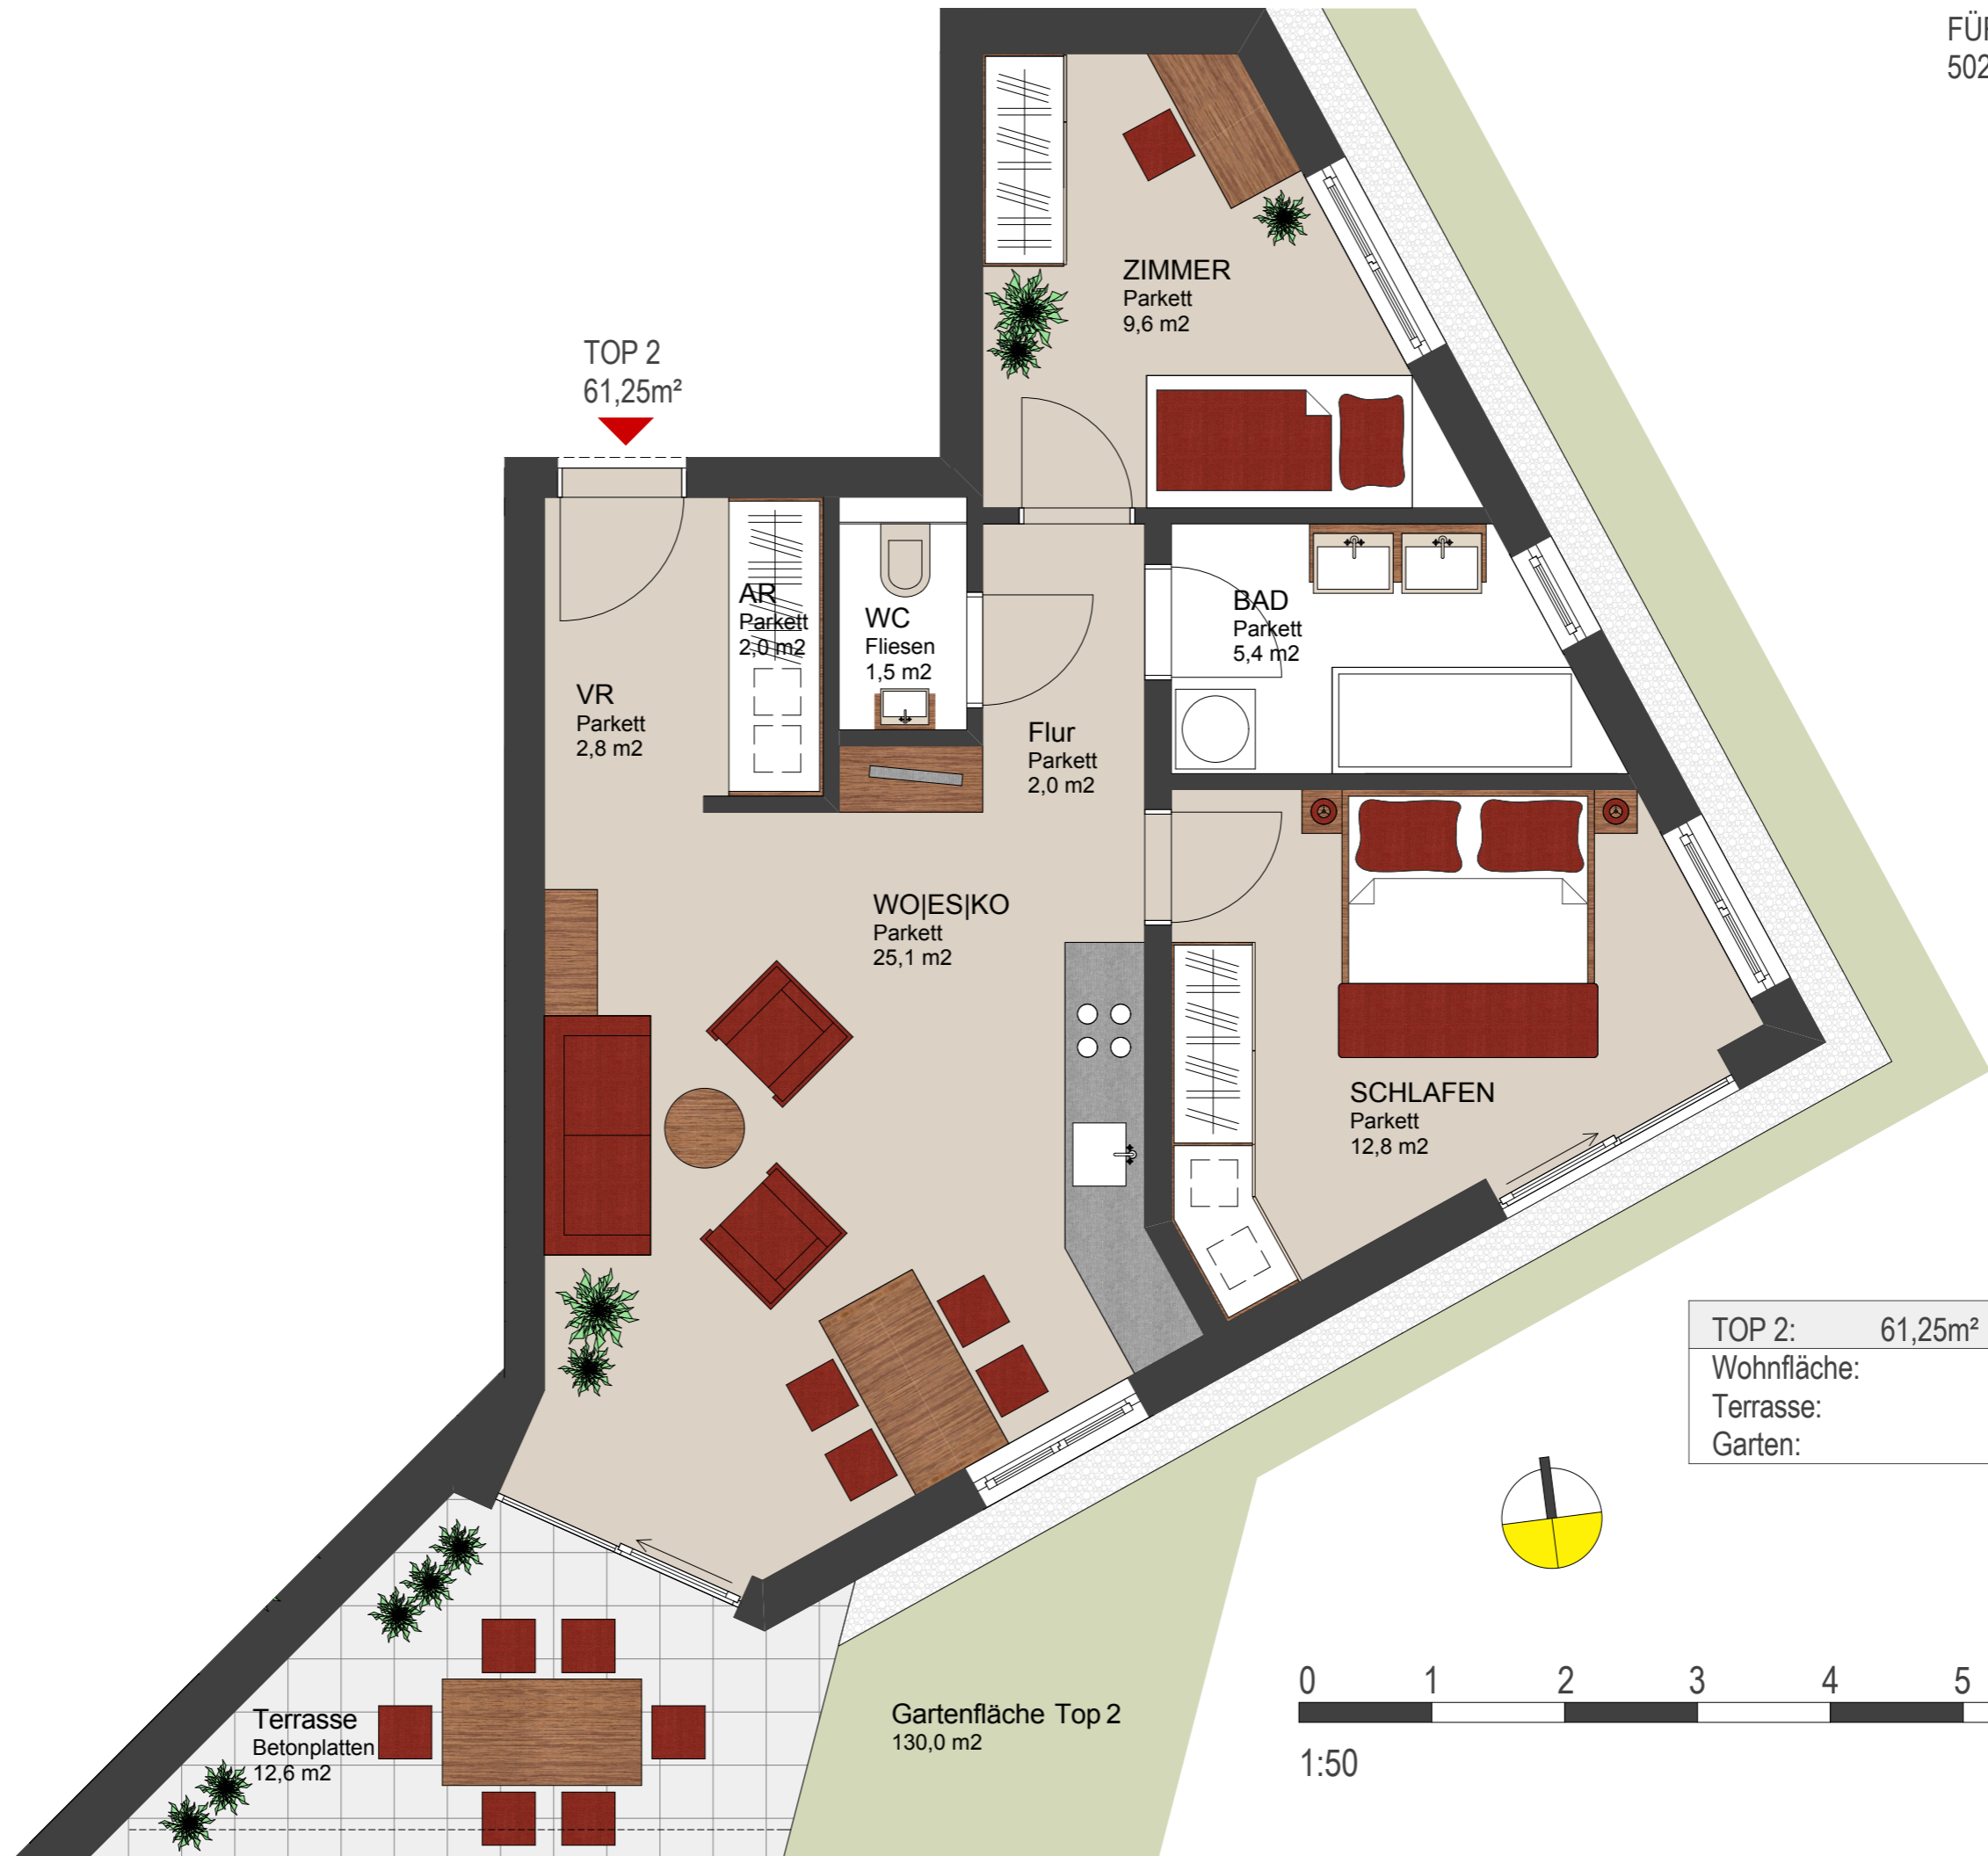 FÜ
502
ZIMMER
Parkett
9,6 m2
TOP 2
61,25m²
AR
Parkett
2,0 m2
WC
Fliesen
1,5 m2
BAD
Parkett
5,4 m2
VR
Parkett
2,8 m2
Flur
Parkett
2,0 m2
WO|ES|KO
Parkett
25,1 m2
SCHLAFEN
Parkett
12,8 m2
TOP 2: 61,25m²
Wohnfläche:
Terrasse:
Garten:
Terrasse
Betonplatten
12,6 m2
Gartenfläche Top 2
130,0 m2
0 1 2 3 4 5
1:50